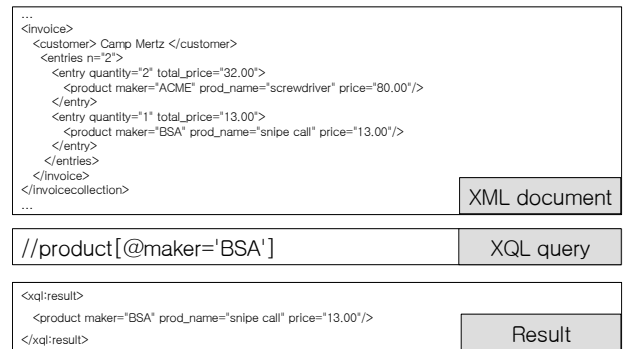 ...
<invoice>
<customer> Camp Mertz </customer>
<entries n="2">
<entry quantity="2" total_price="32.00">
<product maker="ACME" prod_name="screwdriver" price="80.00"/>
</entry>
<entry quantity="1" total_price="13.00">
<product maker="BSA" prod_name="snipe call" price="13.00"/>
</entry>
</entries>
</invoice>
</invoicecollection>
...
XML document
//product[@maker='BSA']
XQL query
<xql:result>
<product maker="BSA" prod_name="snipe call" price="13.00"/>
</xql:result>
Result